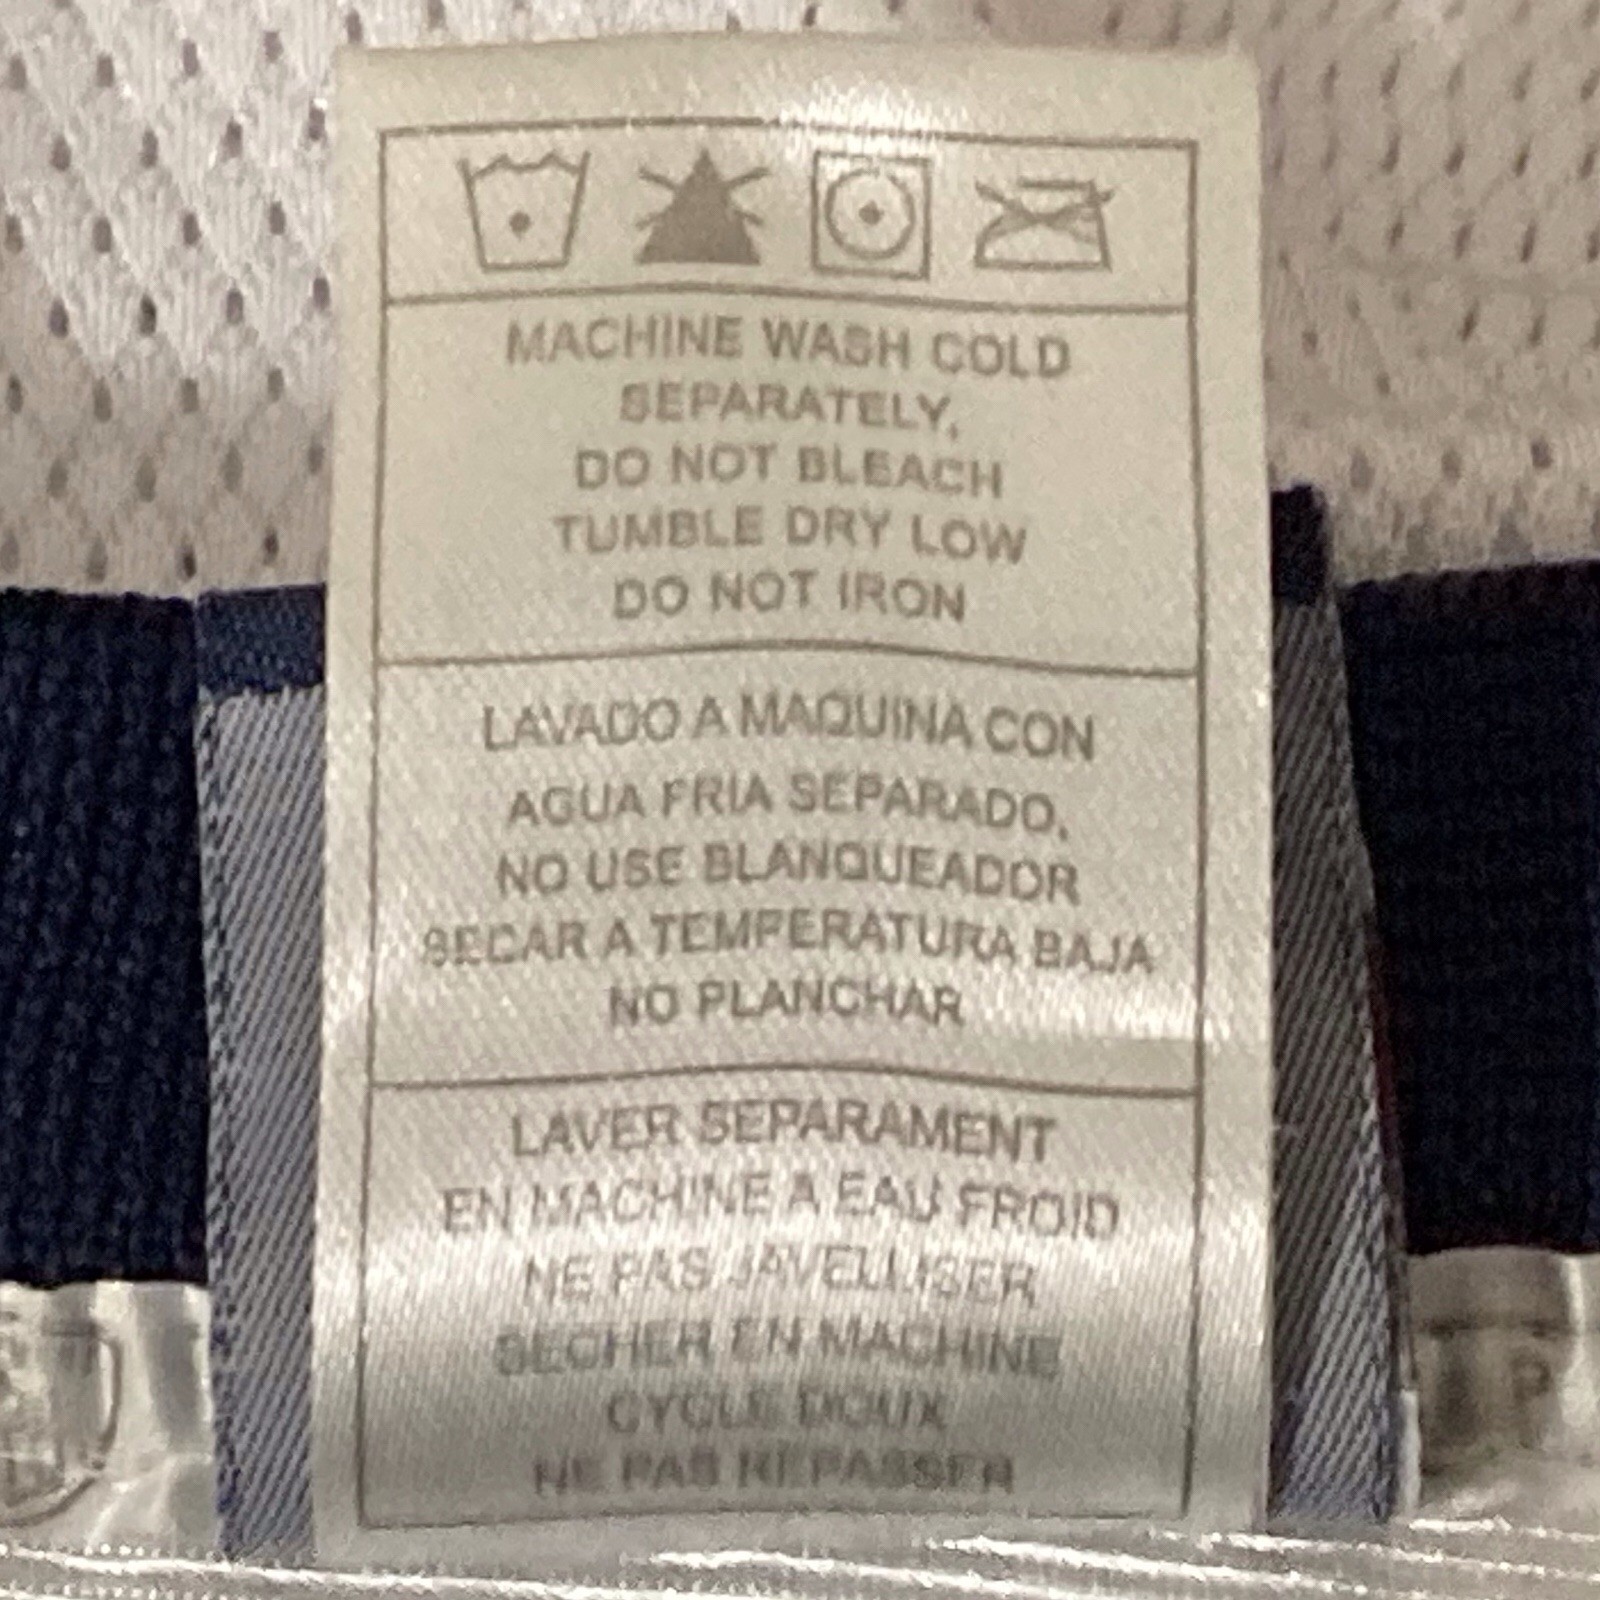 MACHINE WASH COLD
SEPARATELY,
DO NOT BLEACH
TUMBLE DRY LOW
DO NOT IRON
LAVADO A MAQUINA CON
AGUA FRIA SEPARADO,
NO USE BLANQUEADOR
SECAR A TEMPERATURA BAJA
NO PLANCHAR
LAVER SEPARAMENT
EN MACHINE A EAU FROID
NE PAS JAVELLISER
SECHER EN MACHINE
CYCLE DOUX
NE PAS REPASSER